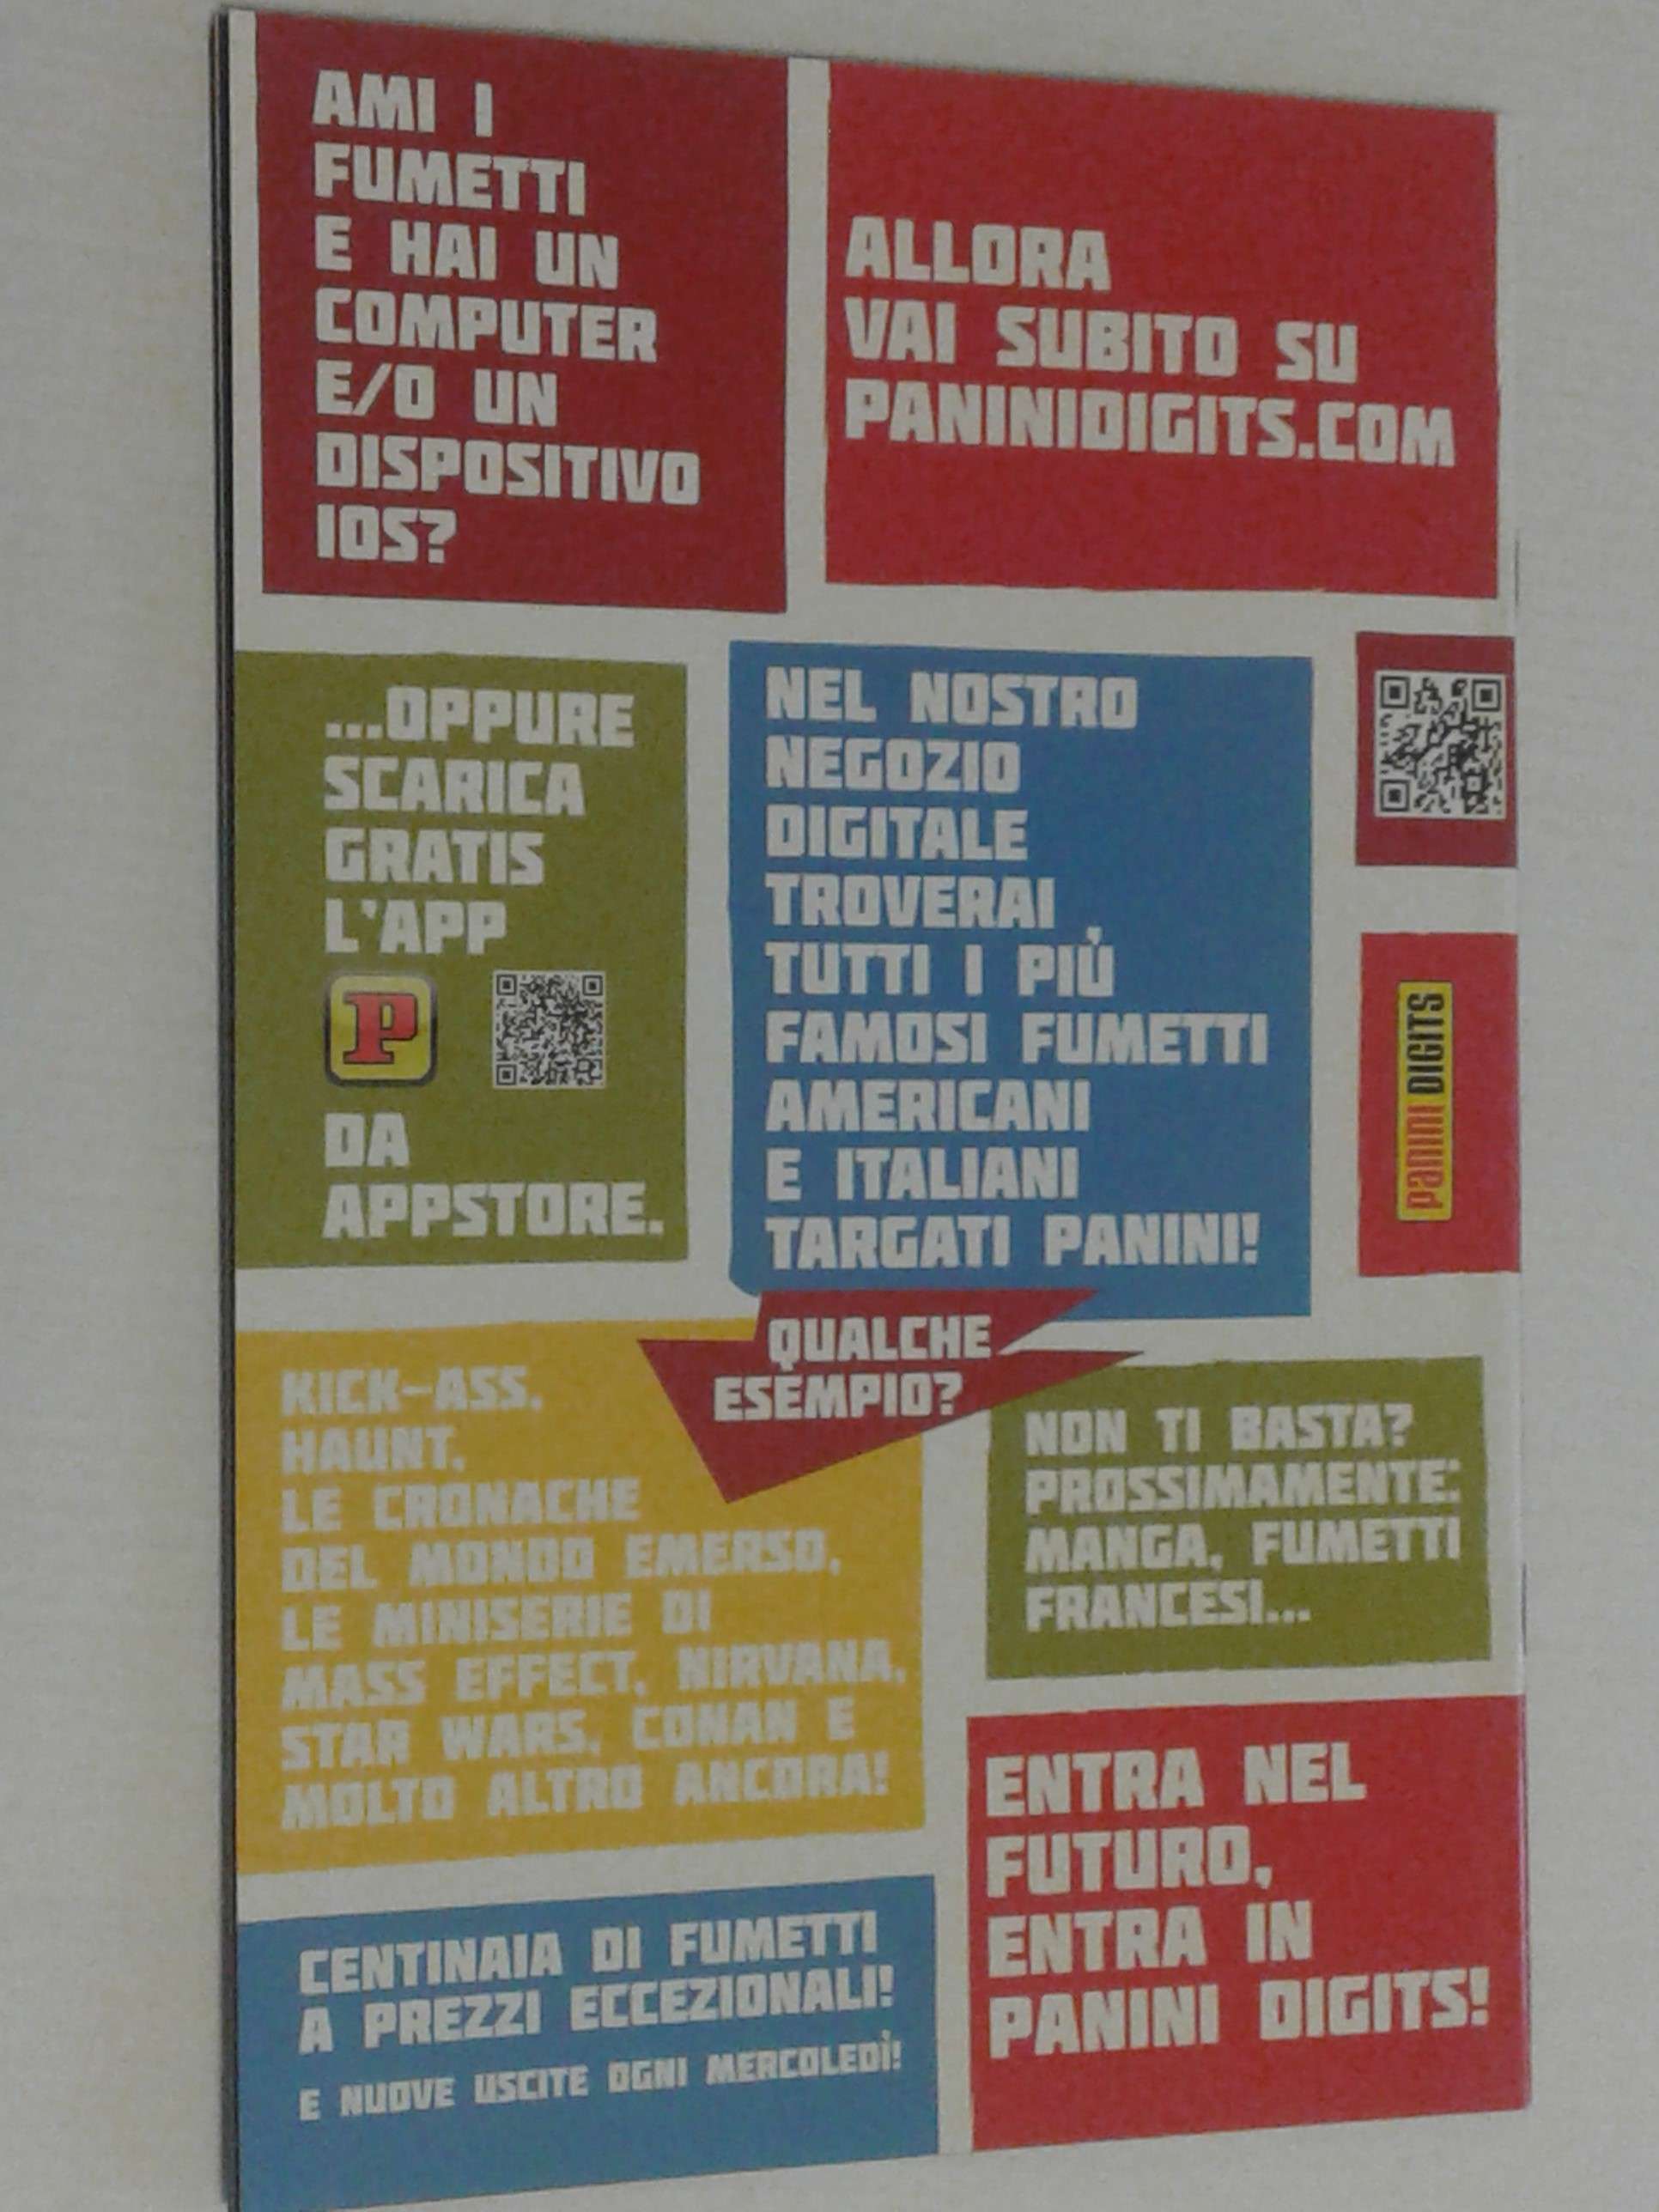 AMI I
FUMETTI
E HAI UN
COMPUTER
E/O UN
DISPOSITIVO
IOS?
ALLORA
VAI SUBITO SU
PANINIDIGITS.COM
...OPPURE
SCARICA
GRATIS
L'APP
P
DA
APPSTORE.
NEL NOSTRO
NEGOZIO
DIGITALE
TROVERAI
TUTTI I PIÙ
FAMOSI FUMETTI
AMERICANI
E ITALIANI
TARGATI PANINI!
PANINI DIGITS
QUALCHE
ESEMPIO?
KICK-ASS,
HAUNT,
LE CRONACHE
DEL MONDO EMERSO,
LE MINISERIE DI
MASS EFFECT, NIRVANA,
STAR WARS, CONAN E
MOLTO ALTRO ANCORA!
NON TI BASTA?
PROSSIMAMENTE:
MANGA, FUMETTI
FRANCESI...
CENTINAIA DI FUMETTI
A PREZZI ECCEZIONALI!
E NUOVE USCITE OGNI MERCOLEDÌ!
ENTRA NEL
FUTURO,
ENTRA IN
PANINI DIGITS!